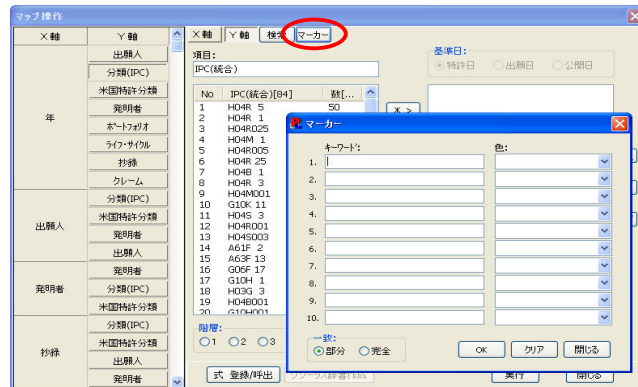 マップ操作
X 軸
Y 軸
年
出願人
分類(IPC)
米国特許分類
発明者
ポートフォリオ
ライフ・サイクル
抄録
クレーム
出願人
分類(IPC)
米国特許分類
発明者
出願人
発明者
発明者
分類(IPC)
米国特許分類
抄録
分類(IPC)
米国特許分類
出願人
発明者
X 軸
Y 軸
検索
マーカー
項目:
IPC(統合)
基準日:
特許日
出願日
公開日
No IPC(統合)[84] 数[...
1 H04R 5 50
2 H04R 1
3 H04R025
4 H04M 1
5 H04R005
6 H04R 25
7 H04B 1
8 H04R 3
9 H04M001
10 G10K 11
11 H04S 3
12 H04R001
13 H04S003
14 A61F 2
15 A63F 13
16 G06F 17
17 G10H 1
18 H03G 3
19 H04B001
20 G10H001
階層:
1 2 3
式 登録/呼出
実行
閉じる
マーカー
キーワード:
色:
1.
2.
3.
4.
5.
6.
7.
8.
9.
10.
一致:
部分 完全
OK
クリア
閉じる